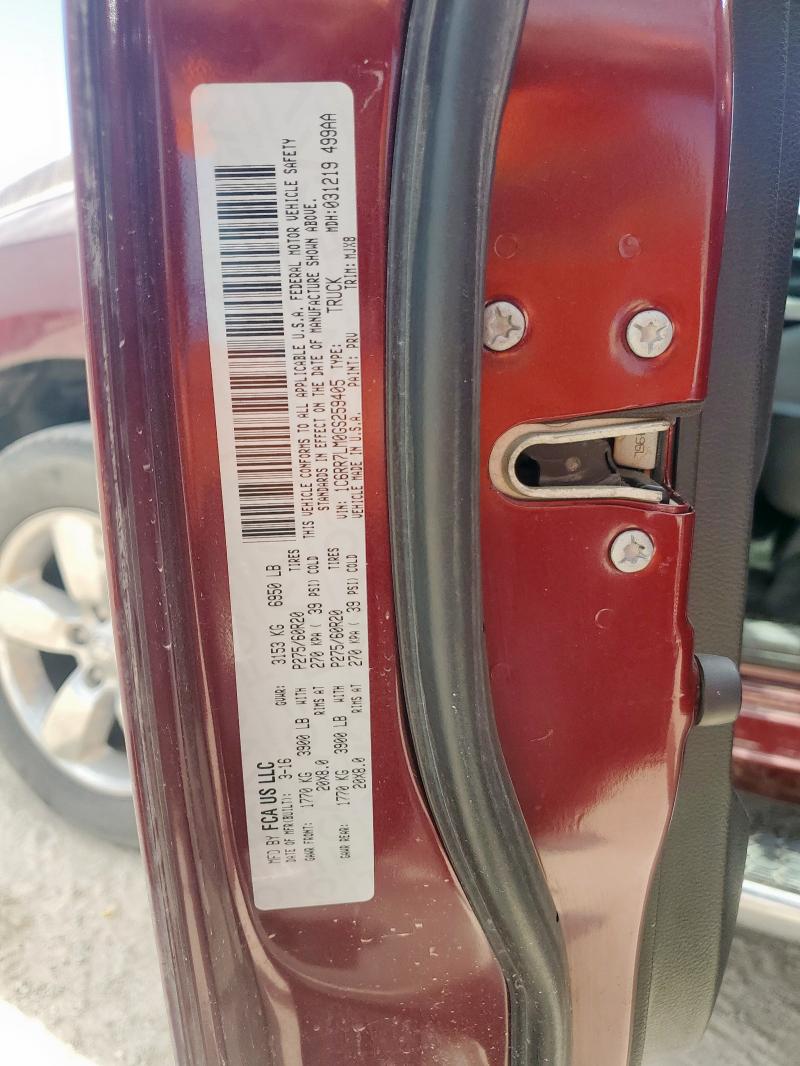 MFD BY FCA US LLC
DATE OF MFR(BUILT): 3-16 GVWR: 3153 KG 6950 LB
GAWR FRONT: 1770 KG 3900 LB WITH P275/60R20 TIRES
20X8.0 RIMS AT 270 KPA ( 39 PSI) COLD
GAWR REAR: 1770 KG 3900 LB WITH P275/60R20 TIRES
20X8.0 RIMS AT 270 KPA ( 39 PSI) COLD
THIS VEHICLE CONFORMS TO ALL APPLICABLE U.S.A. FEDERAL MOTOR VEHICLE SAFETY
STANDARDS IN EFFECT ON THE DATE OF MANUFACTURE SHOWN ABOVE.
VIN: 1C6RR7LM0GS259405 TYPE: TRUCK MDH:031219 499AA
VEHICLE MADE IN U.S.A. PAINT: PRV TRIM: MJX8